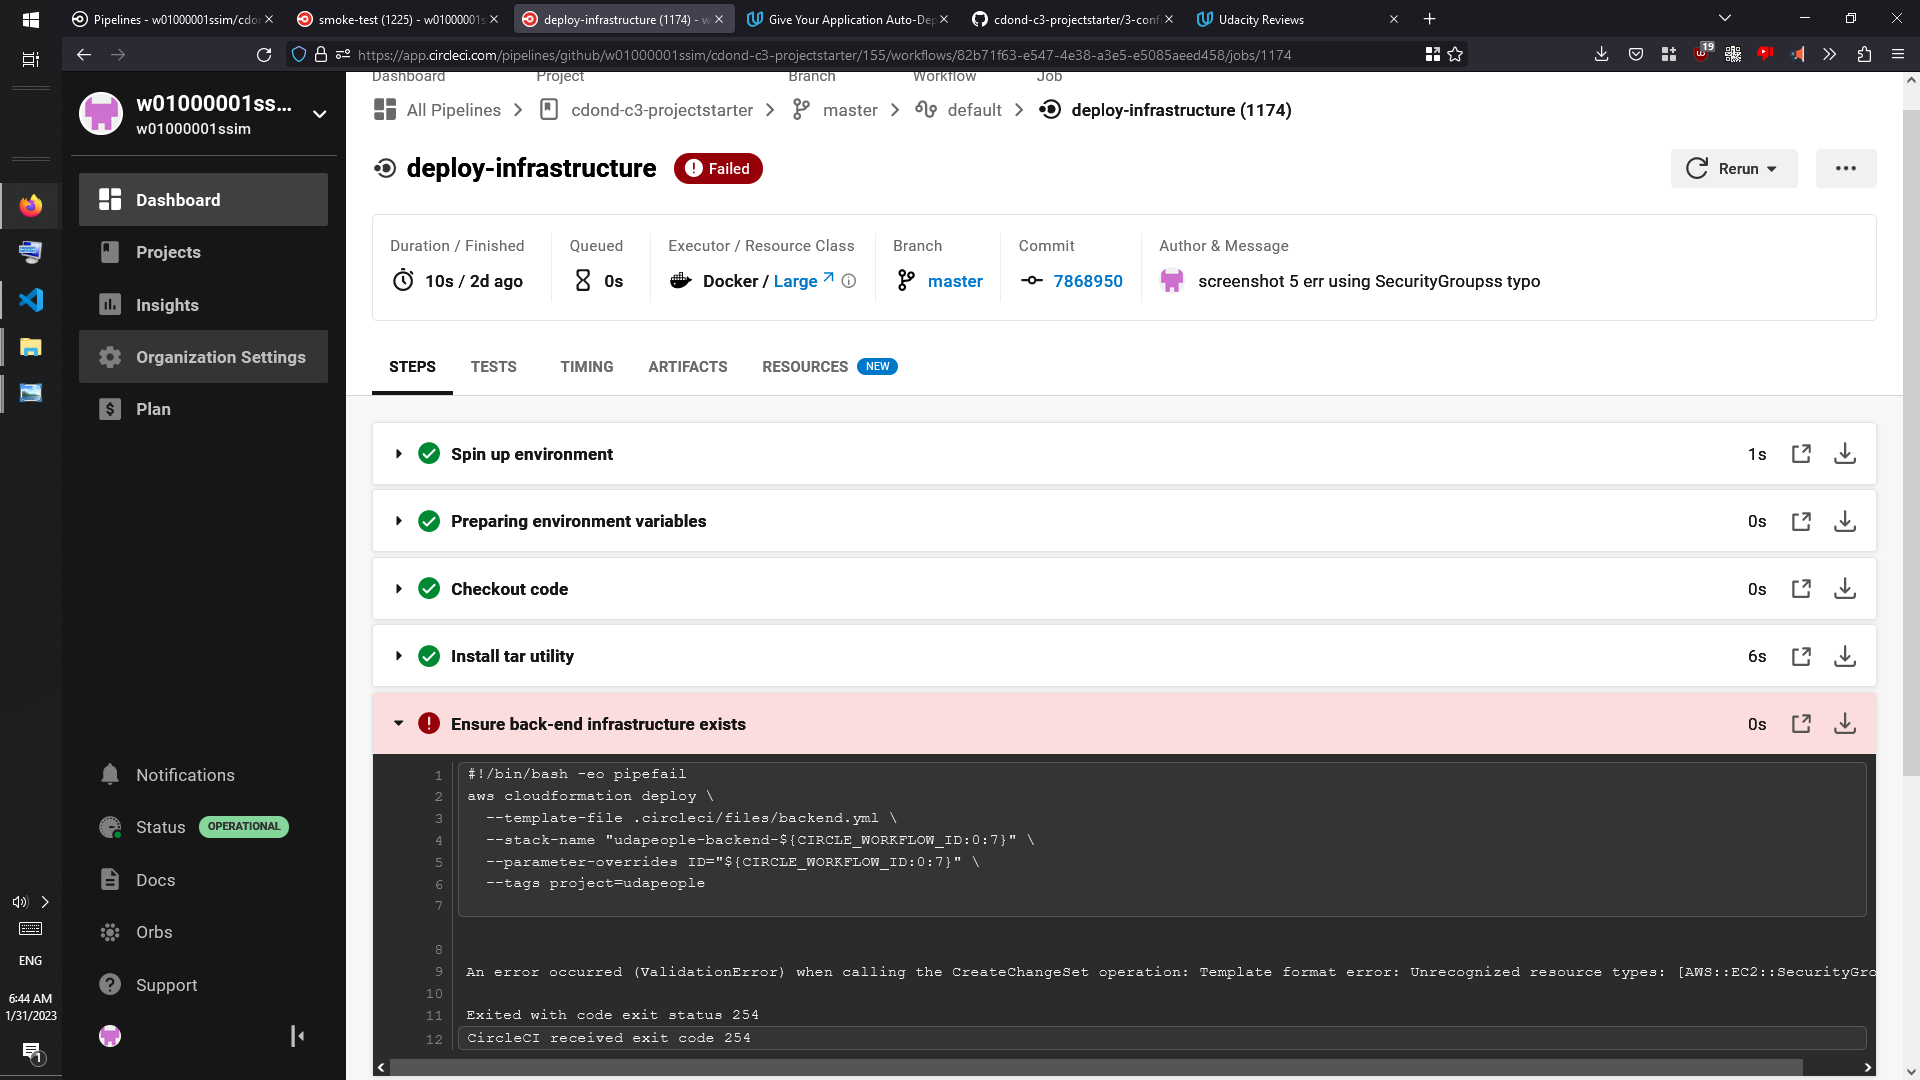 Pipelines - w01000001ssim/cdon
smoke-test (1225) - w01000001s
deploy-infrastructure (1174) - w
Give Your Application Auto-Dep
cdond-c3-projectstarter/3-confi
Udacity Reviews
https://app.circleci.com/pipelines/github/w01000001ssim/cdond-c3-projectstarter/155/workflows/82b71f63-e547-4e38-a3e5-e5085aeed458/jobs/1174
19
w01000001ss...
w01000001ssim
Dashboard
Projects
Insights
Organization Settings
Plan
Notifications
Status OPERATIONAL
Docs
Orbs
Support
ENG
6:44 AM
1/31/2023
1
Dashboard Project Branch Workflow Job
All Pipelines cdond-c3-projectstarter master default deploy-infrastructure (1174)
deploy-infrastructure Failed
Rerun
Duration / Finished Queued Executor / Resource Class Branch Commit Author & Message
10s / 2d ago 0s Docker / Large master 7868950 screenshot 5 err using SecurityGroupss typo
STEPS TESTS TIMING ARTIFACTS RESOURCES NEW
Spin up environment 1s
Preparing environment variables 0s
Checkout code 0s
Install tar utility 6s
Ensure back-end infrastructure exists 0s
1 #!/bin/bash -eo pipefail
2 aws cloudformation deploy \
3 --template-file .circleci/files/backend.yml \
4 --stack-name "udapeople-backend-${CIRCLE_WORKFLOW_ID:0:7}" \
5 --parameter-overrides ID="${CIRCLE_WORKFLOW_ID:0:7}" \
6 --tags project=udapeople
7
8
9 An error occurred (ValidationError) when calling the CreateChangeSet operation: Template format error: Unrecognized resource types: [AWS::EC2::SecurityGro
10
11 Exited with code exit status 254
12 CircleCI received exit code 254